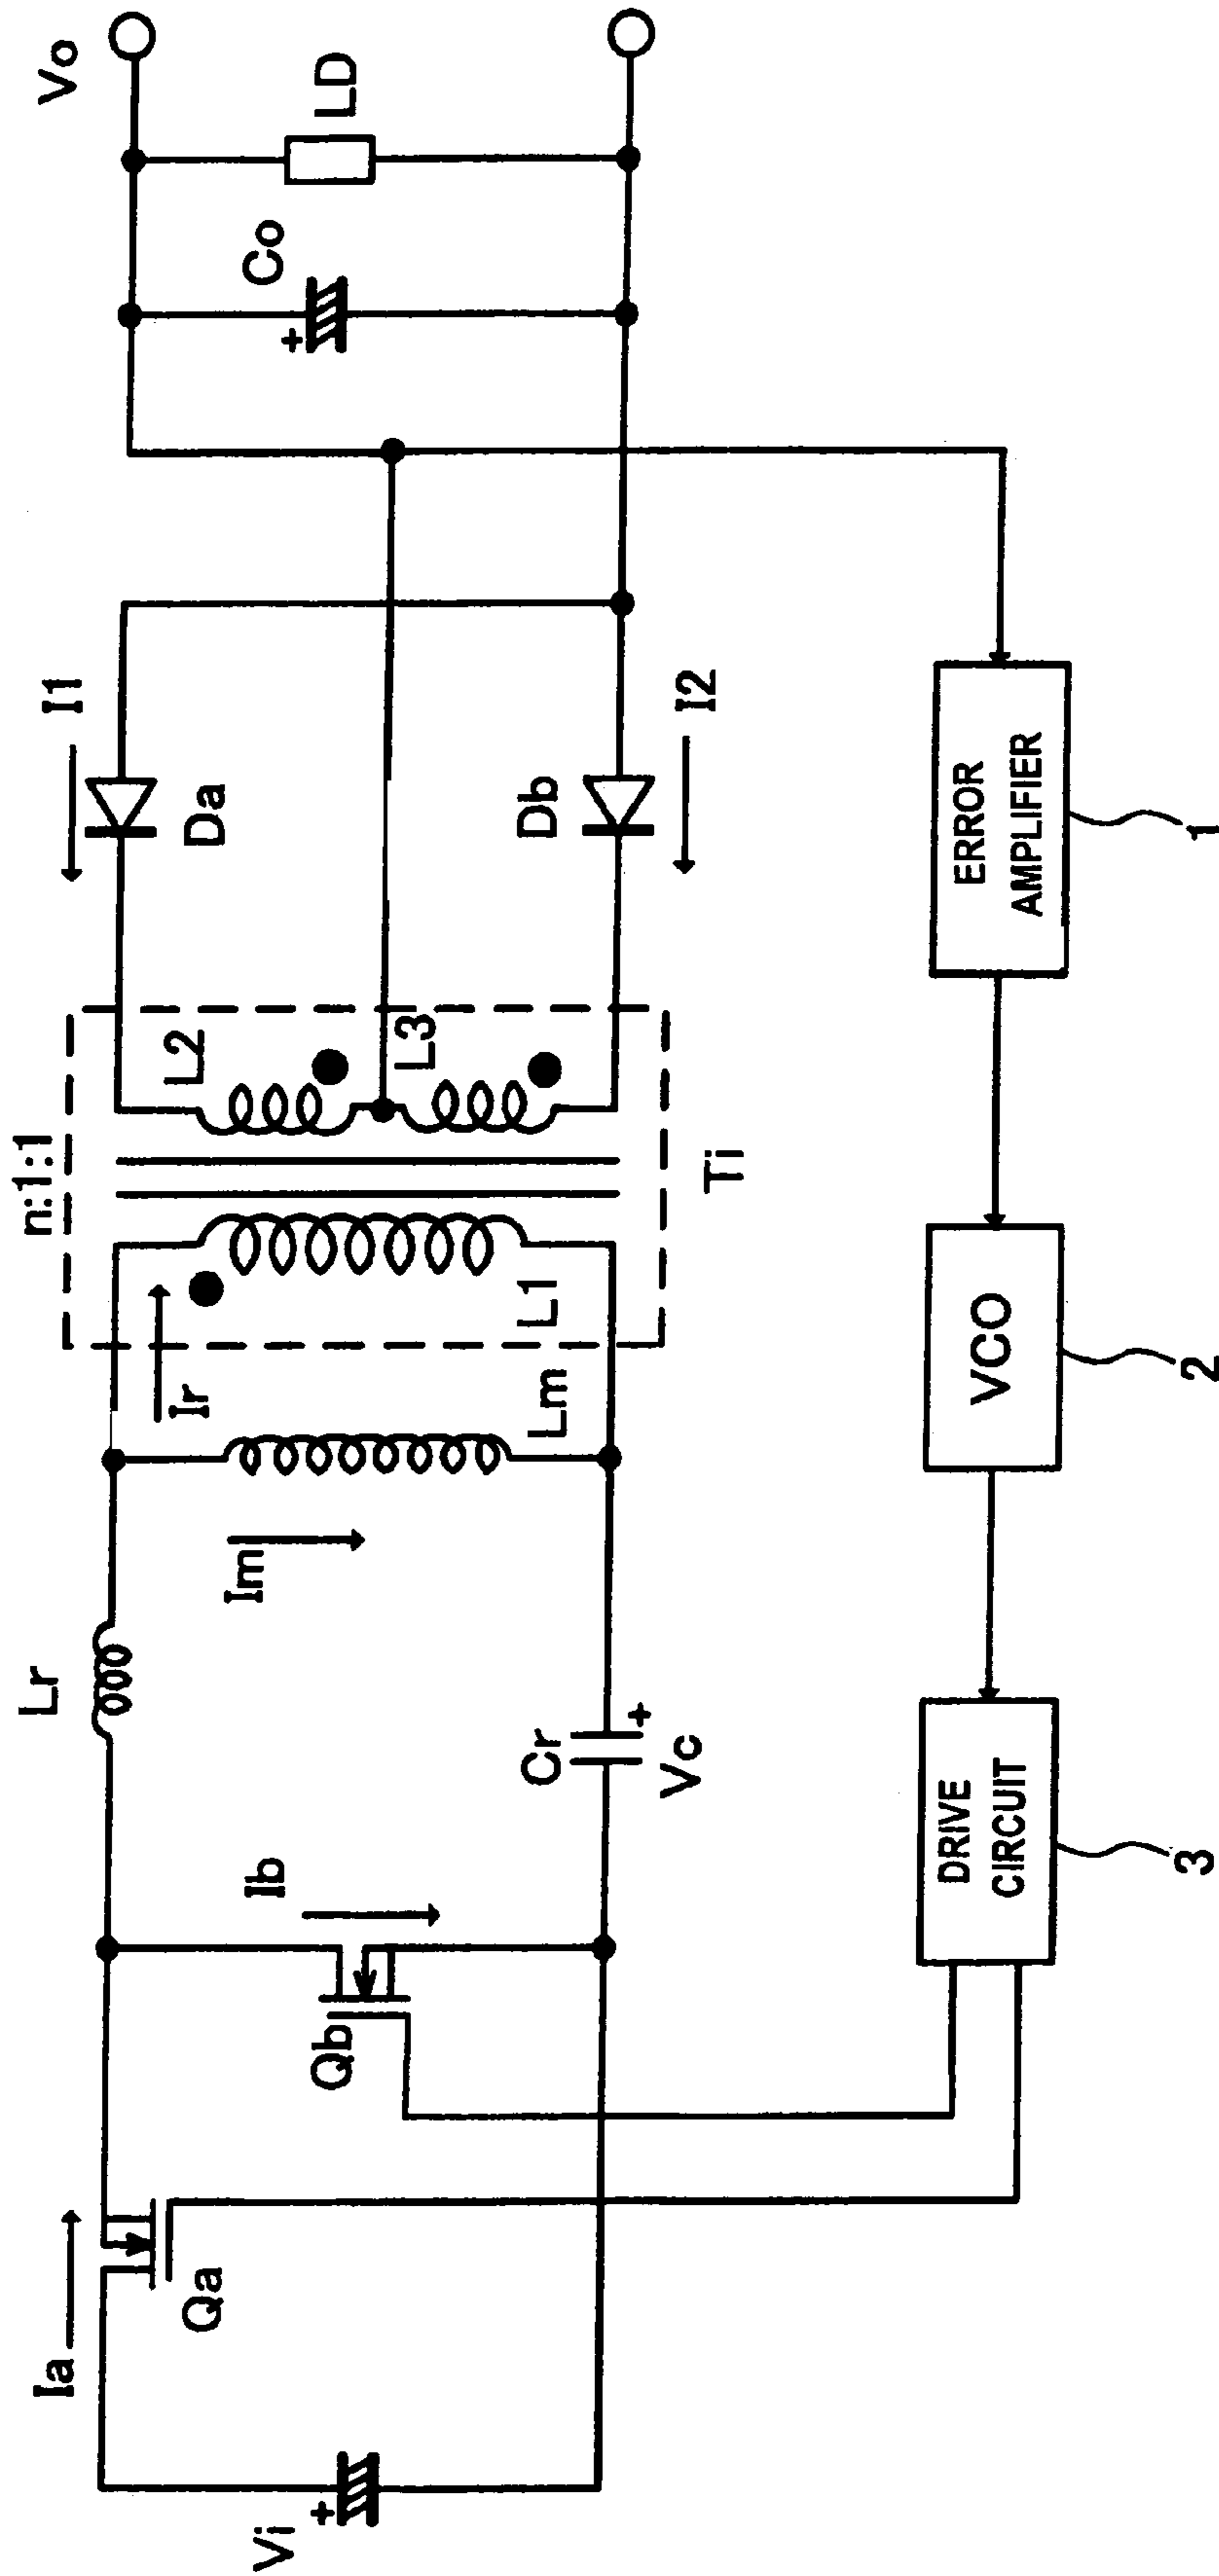 Vi
+
Ia
Qa
Qb
Ib
Lr
Cr
+
Vc
Im
Lm
Ir
n:1:1
L1
L2
L3
Ti
I1
Da
Db
I2
Co
+
LD
Vo
DRIVE
CIRCUIT
3
VCO
2
ERROR
AMPLIFIER
1